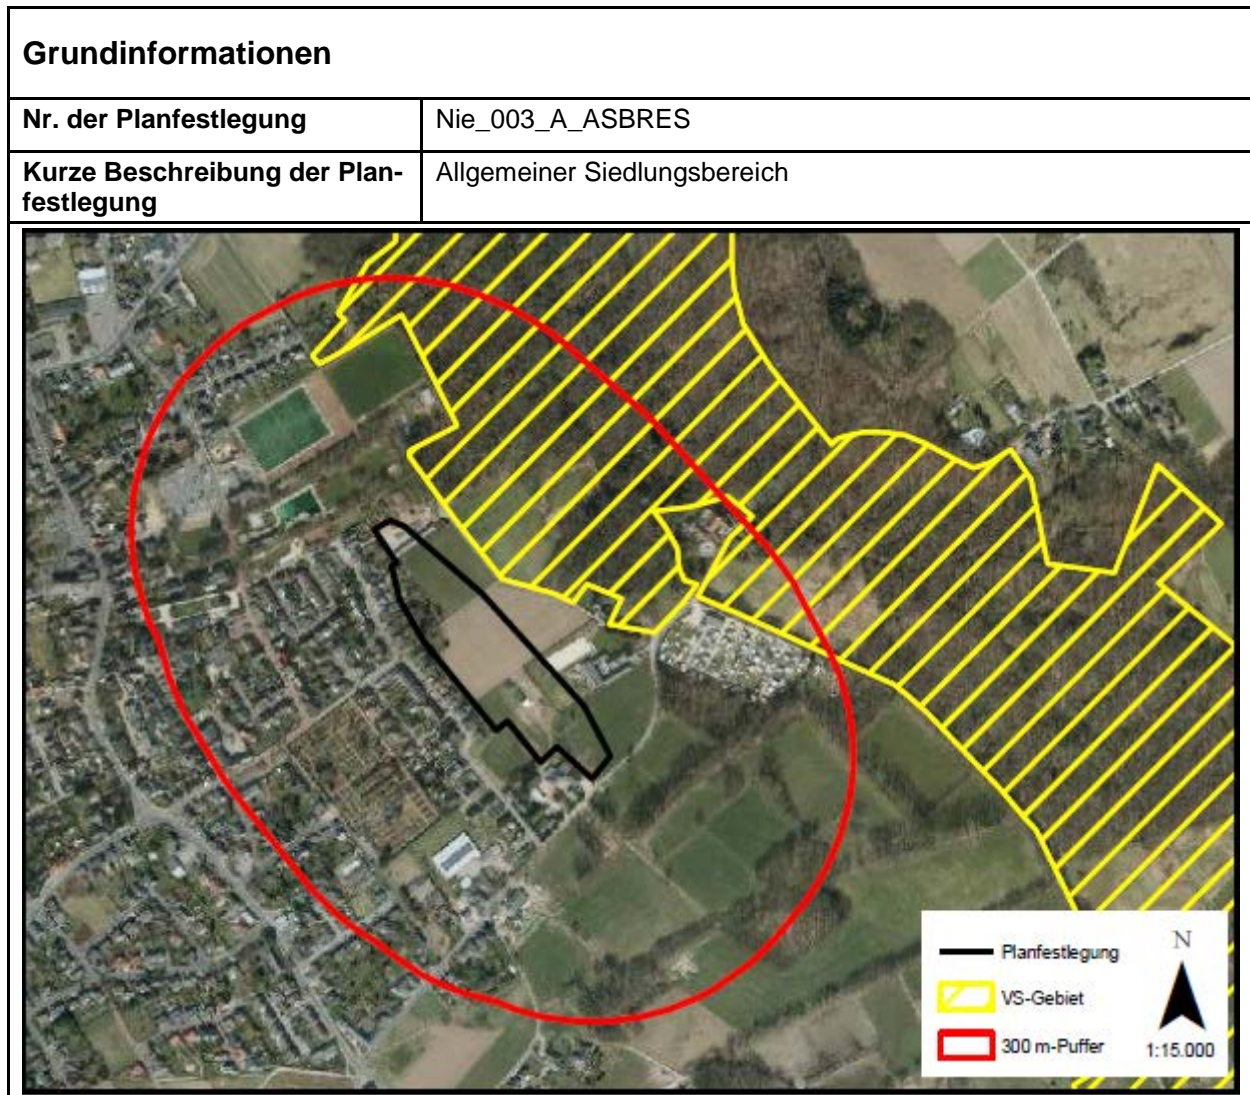 Grundinformationen
Nr. der Planfestlegung
Nie_003_A_ASBRES
Kurze Beschreibung der Plan-
festlegung
Allgemeiner Siedlungsbereich
Planfestlegung
VS-Gebiet
300 m-Puffer
N
1:15.000